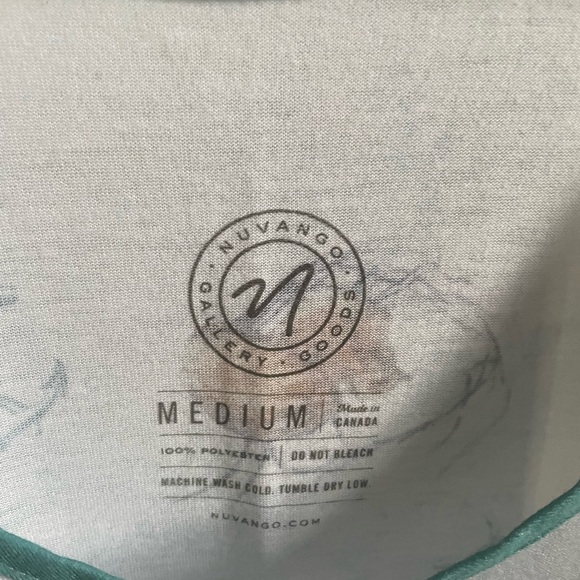 NUVANGO
GALLERY · GOODS
n
MEDIUM | Made in CANADA
100% POLYESTER | DO NOT BLEACH
MACHINE WASH COLD. TUMBLE DRY LOW.
NUVANGO.COM